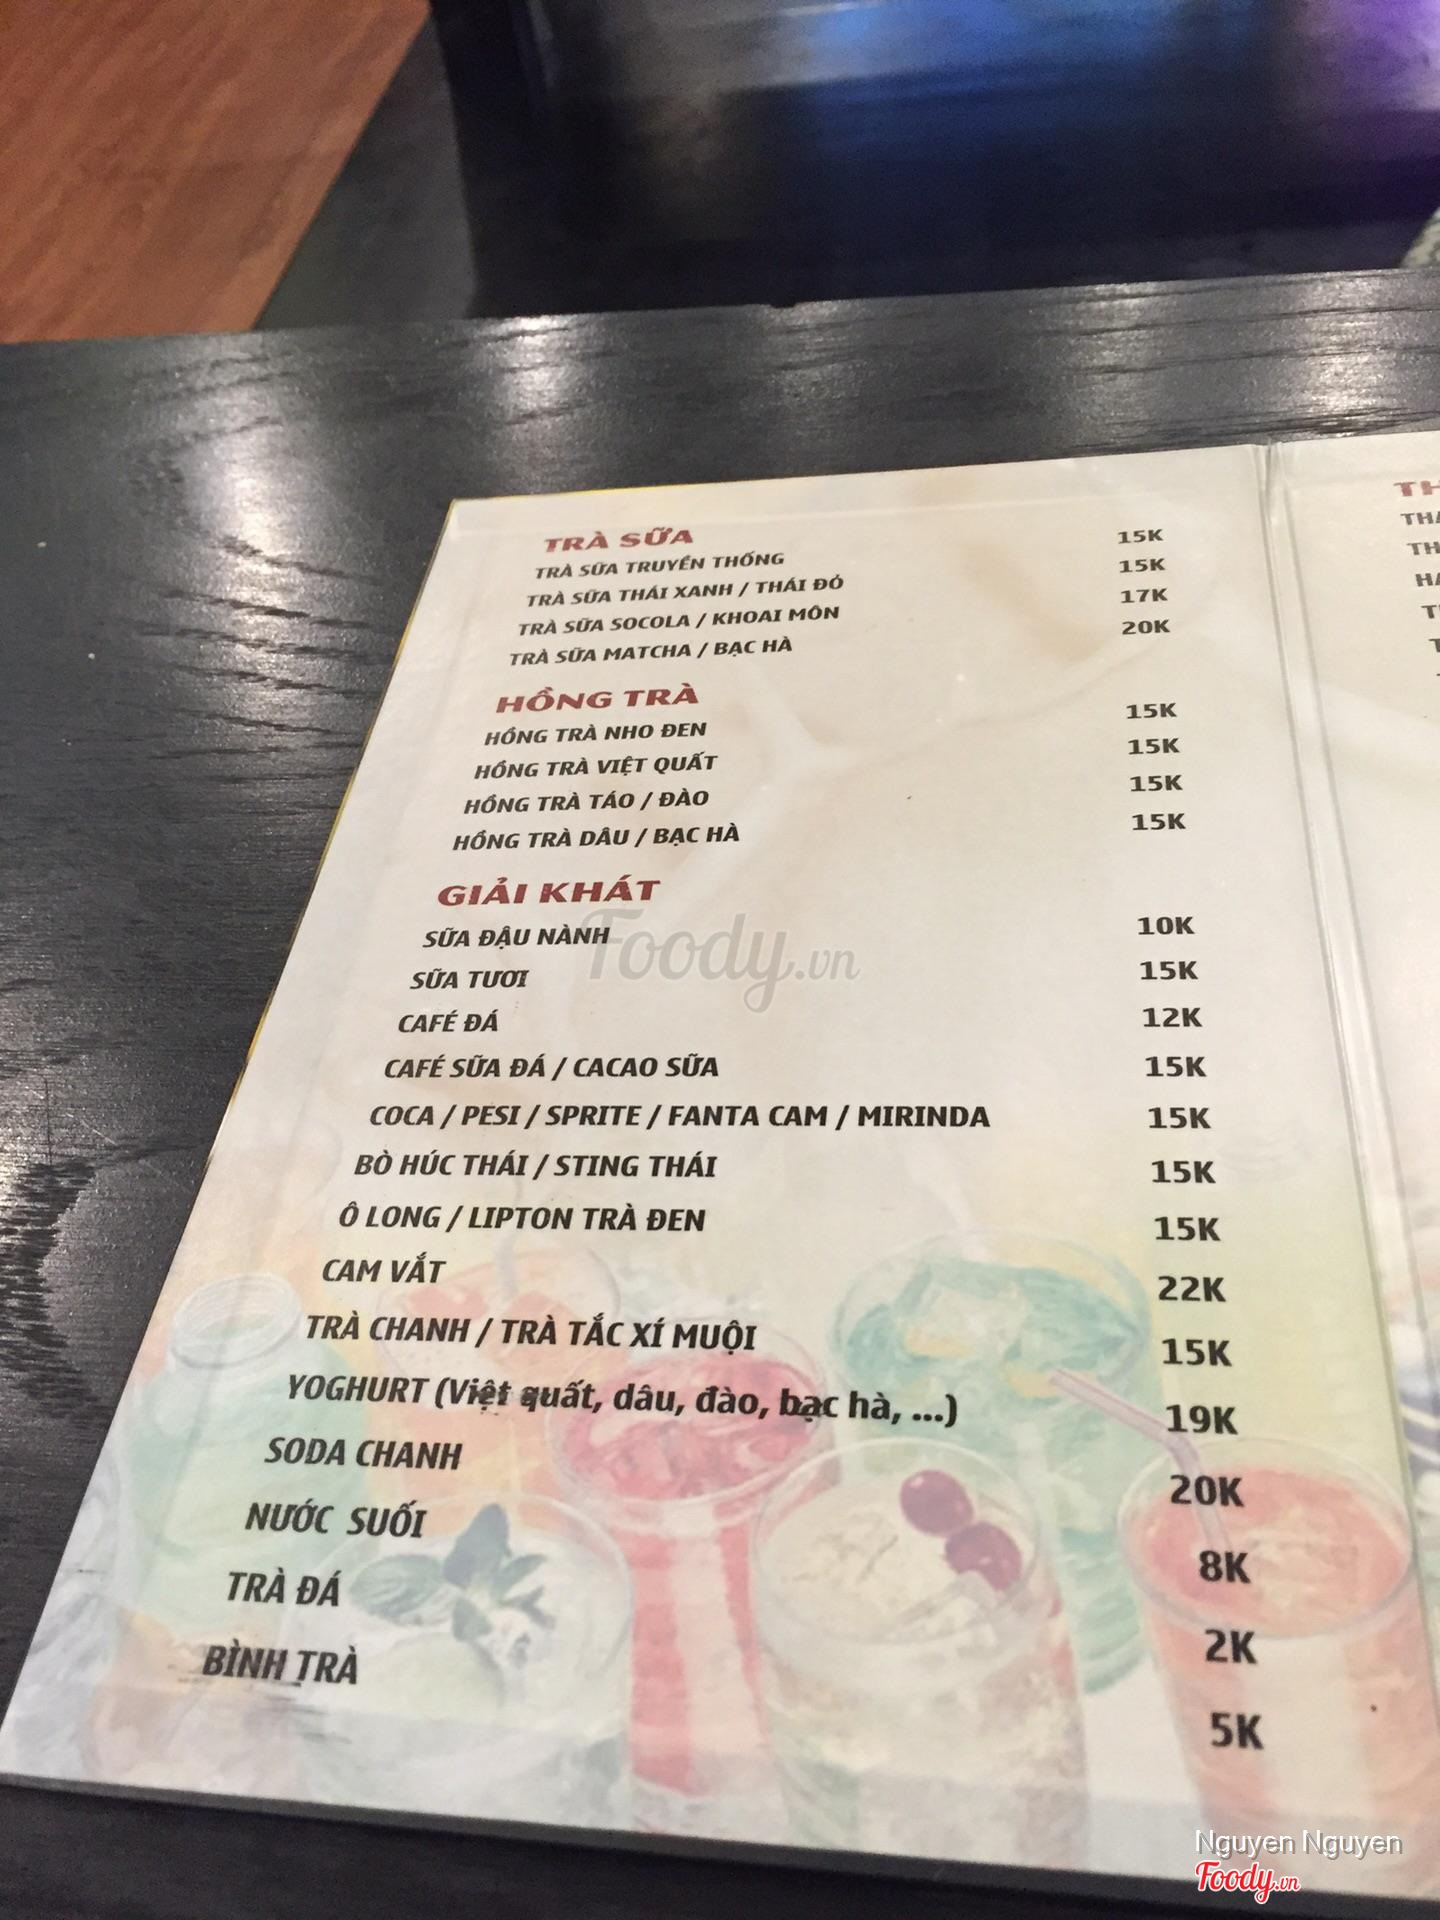 TRÀ SỮA
TRÀ SỮA TRUYỀN THỐNG 15K
TRÀ SỮA THÁI XANH / THÁI ĐỎ 15K
TRÀ SỮA SOCOLA / KHOAI MÔN 17K
TRÀ SỮA MATCHA / BẠC HÀ 20K
HỒNG TRÀ
HỒNG TRÀ NHO ĐEN 15K
HỒNG TRÀ VIỆT QUẤT 15K
HỒNG TRÀ TÁO / ĐÀO 15K
HỒNG TRÀ DÂU / BẠC HÀ 15K
GIẢI KHÁT
SỮA ĐẬU NÀNH 10K
SỮA TƯƠI 15K
CAFÉ ĐÁ 12K
CAFÉ SỮA ĐÁ / CACAO SỮA 15K
COCA / PESI / SPRITE / FANTA CAM / MIRINDA 15K
BÒ HÚC THÁI / STING THÁI 15K
Ô LONG / LIPTON TRÀ ĐEN 15K
CAM VẮT 22K
TRÀ CHANH / TRÀ TẮC XÍ MUỘI 15K
YOGHURT (Việt quất, dâu, đào, bạc hà, ...) 19K
SODA CHANH 20K
NƯỚC SUỐI 8K
TRÀ ĐÁ 2K
BÌNH TRÀ 5K
Foody.vn
Nguyen Nguyen
Foody.vn